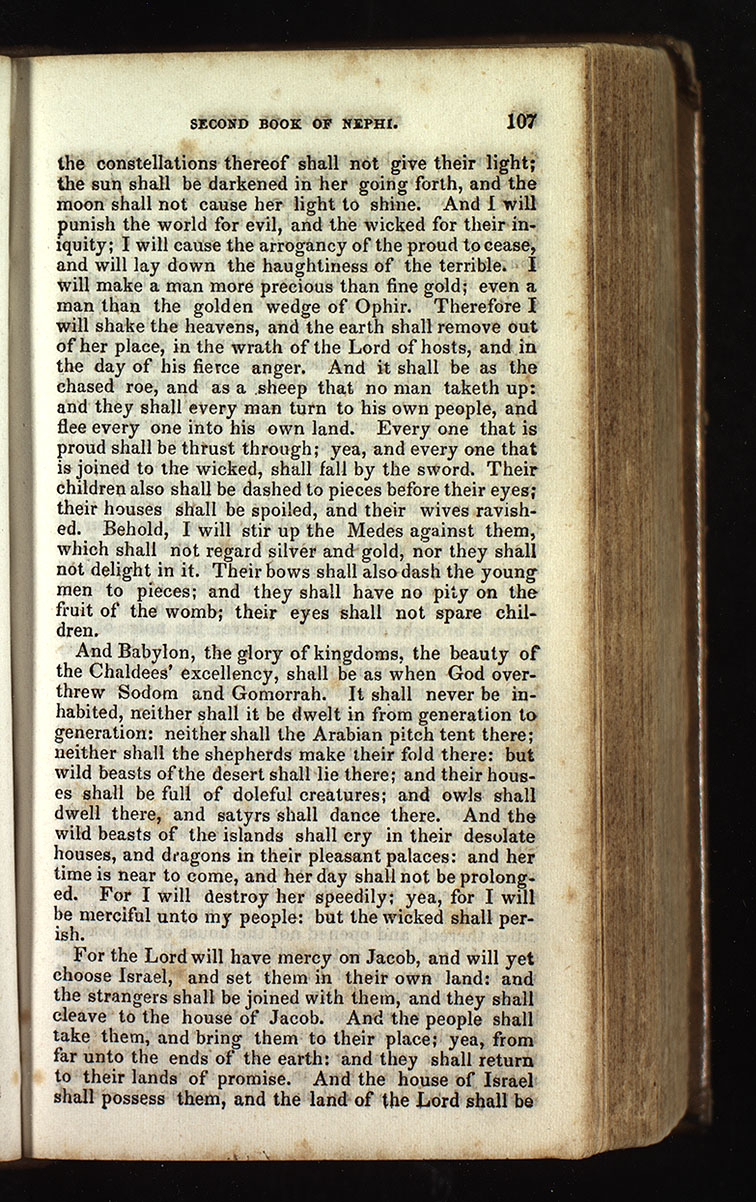 SECOND BOOK OF NEPHI. 107
the constellations thereof shall not give their light;
the sun shall be darkened in her going forth, and the
moon shall not cause her light to shine. And I will
punish the world for evil, and the wicked for their in-
iquity; I will cause the arrogancy of the proud to cease,
and will lay down the haughtiness of the terrible. I
will make a man more precious than fine gold; even a
man than the golden wedge of Ophir. Therefore I
will shake the heavens, and the earth shall remove out
of her place, in the wrath of the Lord of hosts, and in
the day of his fierce anger. And it shall be as the
chased roe, and as a sheep that no man taketh up:
and they shall every man turn to his own people, and
flee every one into his own land. Every one that is
proud shall be thrust through; yea, and every one that
is joined to the wicked, shall fall by the sword. Their
children also shall be dashed to pieces before their eyes;
their houses shall be spoiled, and their wives ravish-
ed. Behold, I will stir up the Medes against them,
which shall not regard silver and gold, nor they shall
not delight in it. Their bows shall also dash the young
men to pieces; and they shall have no pity on the
fruit of the womb; their eyes shall not spare chil-
dren.
And Babylon, the glory of kingdoms, the beauty of
the Chaldees' excellency, shall be as when God over-
threw Sodom and Gomorrah. It shall never be in-
habited, neither shall it be dwelt in from generation to
generation: neither shall the Arabian pitch tent there;
neither shall the shepherds make their fold there: but
wild beasts of the desert shall lie there; and their hous-
es shall be full of doleful creatures; and owls shall
dwell there, and satyrs shall dance there. And the
wild beasts of the islands shall cry in their desolate
houses, and dragons in their pleasant palaces: and her
time is near to come, and her day shall not be prolong-
ed. For I will destroy her speedily; yea, for I will
be merciful unto my people: but the wicked shall per-
ish.
For the Lord will have mercy on Jacob, and will yet
choose Israel, and set them in their own land: and
the strangers shall be joined with them, and they shall
cleave to the house of Jacob. And the people shall
take them, and bring them to their place; yea, from
far unto the ends of the earth: and they shall return
to their lands of promise. And the house of Israel
shall possess them, and the land of the Lord shall be